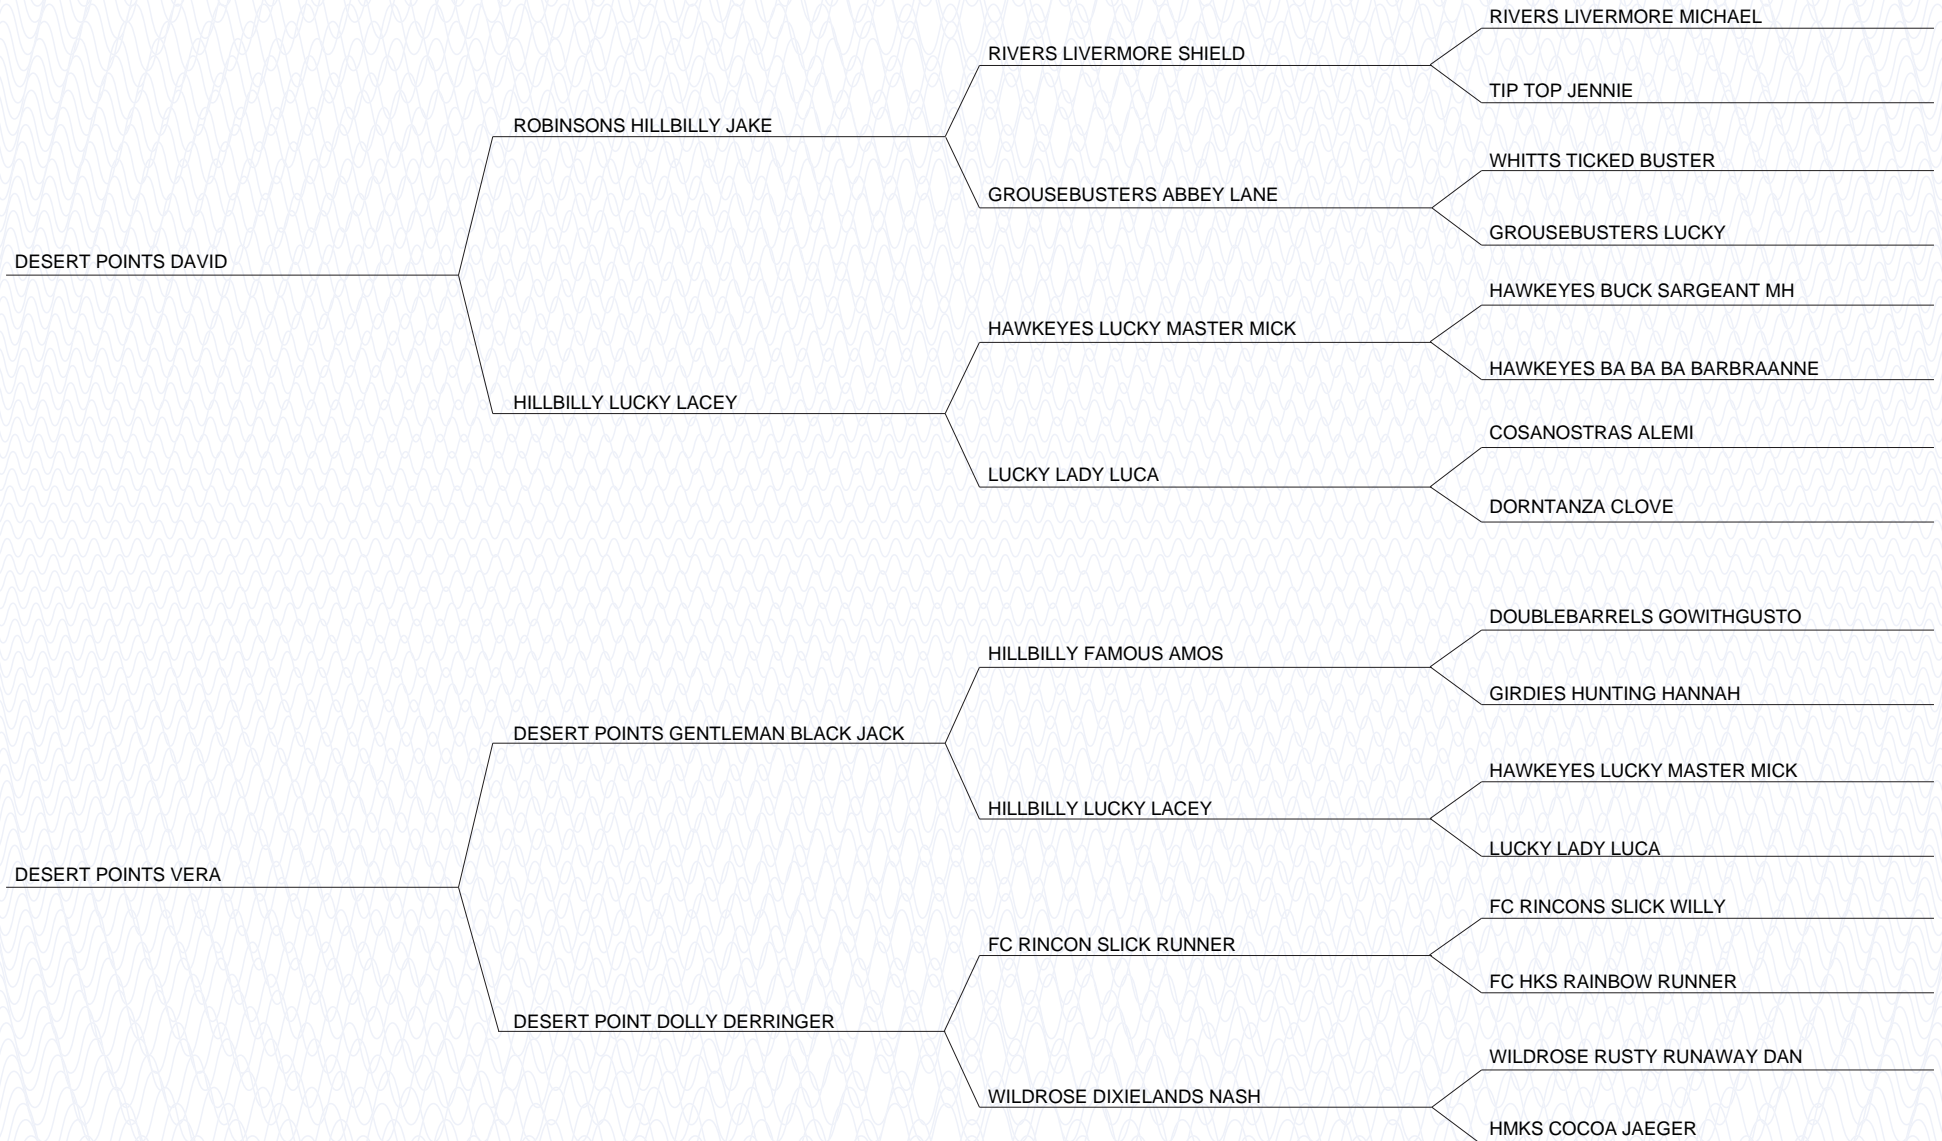 RIVERS LIVERMORE MICHAEL
RIVERS LIVERMORE SHIELD
TIP TOP JENNIE
ROBINSONS HILLBILLY JAKE
WHITTS TICKED BUSTER
GROUSEBUSTERS ABBEY LANE
GROUSEBUSTERS LUCKY
DESERT POINTS DAVID
HAWKEYES BUCK SARGEANT MH
HAWKEYES LUCKY MASTER MICK
HAWKEYES BA BA BA BARBRAANNE
HILLBILLY LUCKY LACEY
COSANOSTRAS ALEMI
LUCKY LADY LUCA
DORNTANZA CLOVE
DOUBLEBARRELS GOWITHGUSTO
HILLBILLY FAMOUS AMOS
GIRDIES HUNTING HANNAH
DESERT POINTS GENTLEMAN BLACK JACK
HAWKEYES LUCKY MASTER MICK
HILLBILLY LUCKY LACEY
LUCKY LADY LUCA
DESERT POINTS VERA
FC RINCONS SLICK WILLY
FC RINCON SLICK RUNNER
FC HKS RAINBOW RUNNER
DESERT POINT DOLLY DERRINGER
WILDROSE RUSTY RUNAWAY DAN
WILDROSE DIXIELANDS NASH
HMKS COCOA JAEGER